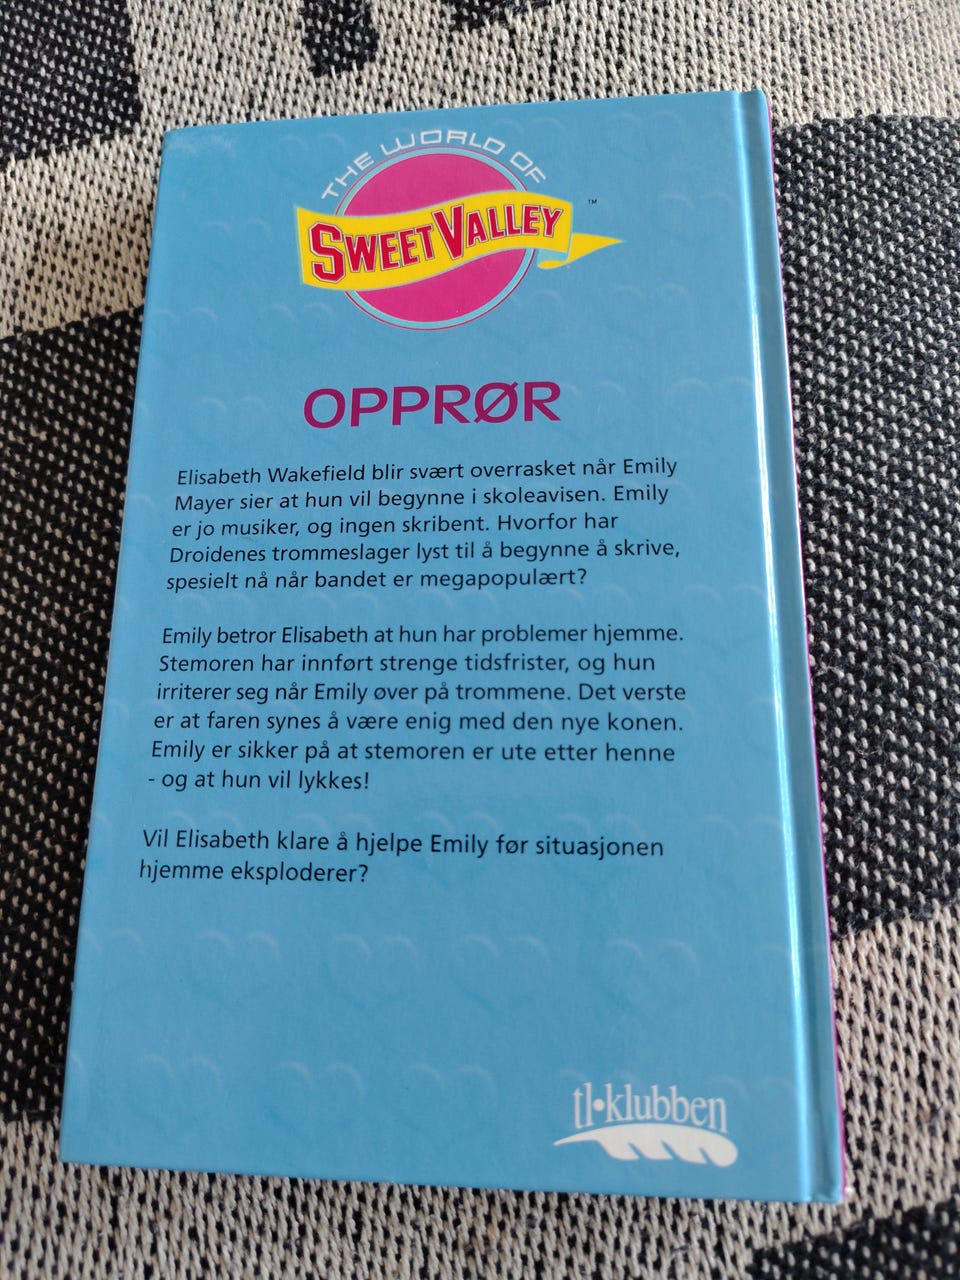 THE WORLD OF
SWEET VALLEY™
OPPRØR
Elisabeth Wakefield blir svært overrasket når Emily
Mayer sier at hun vil begynne i skoleavisen. Emily
er jo musiker, og ingen skribent. Hvorfor har
Droidenes trommeslager lyst til å begynne å skrive,
spesielt nå når bandet er megapopulært?
Emily betror Elisabeth at hun har problemer hjemme.
Stemoren har innført strenge tidsfrister, og hun
irriterer seg når Emily øver på trommene. Det verste
er at faren synes å være enig med den nye konen.
Emily er sikker på at stemoren er ute etter henne
- og at hun vil lykkes!
Vil Elisabeth klare å hjelpe Emily før situasjonen
hjemme eksploderer?
tl•klubben